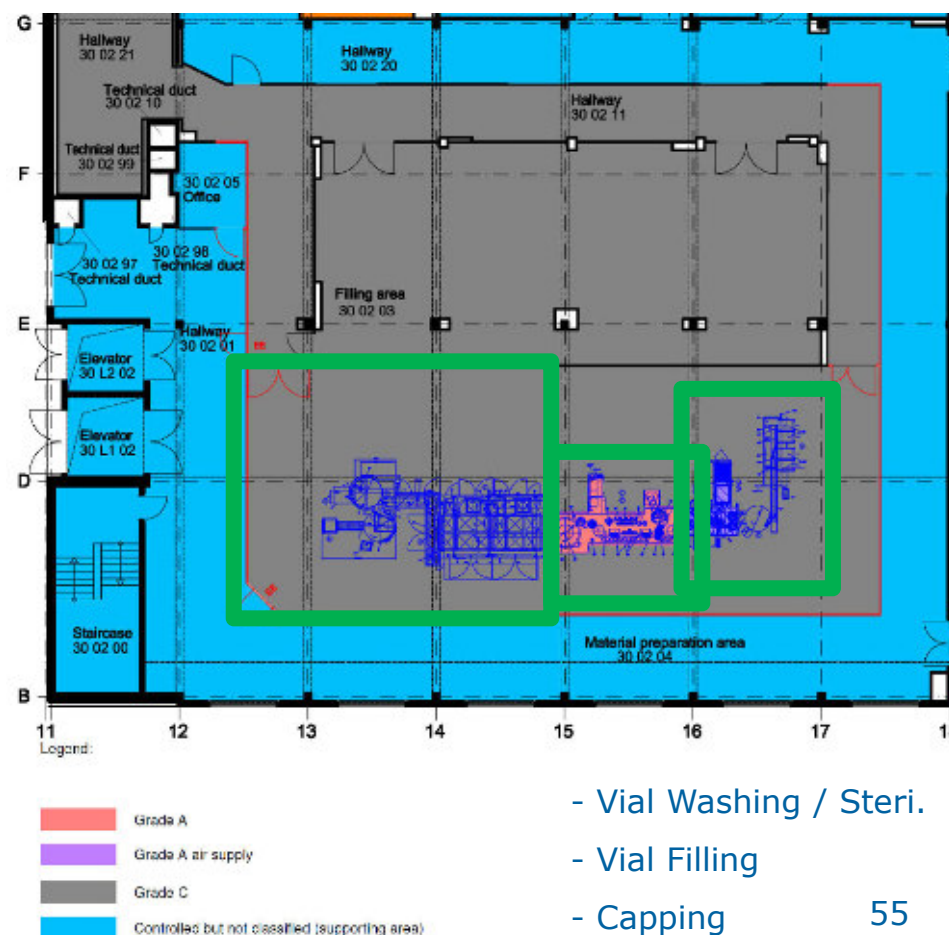 G
Hallway
30 02 21
Hallway
30 02 20
Technical duct
30 02 10
Hallway
30 02 11
Technical duct
30 02 99
F
30 02 05
Office
30 02 97
Technical duct
30 02 98
Technical duct
Filling area
30 02 03
E
Hallway
30 02 01
Elevator
30 L2 02
Elevator
30 L1 02
D
Staircase
30 02 00
Material preparation area
30 02 04
B
11
12
13
14
15
16
17
Legend:
Grade A
Grade A air supply
Grade C
Controlled but not classified (supporting area)
- Vial Washing / Steri.
- Vial Filling
- Capping
55